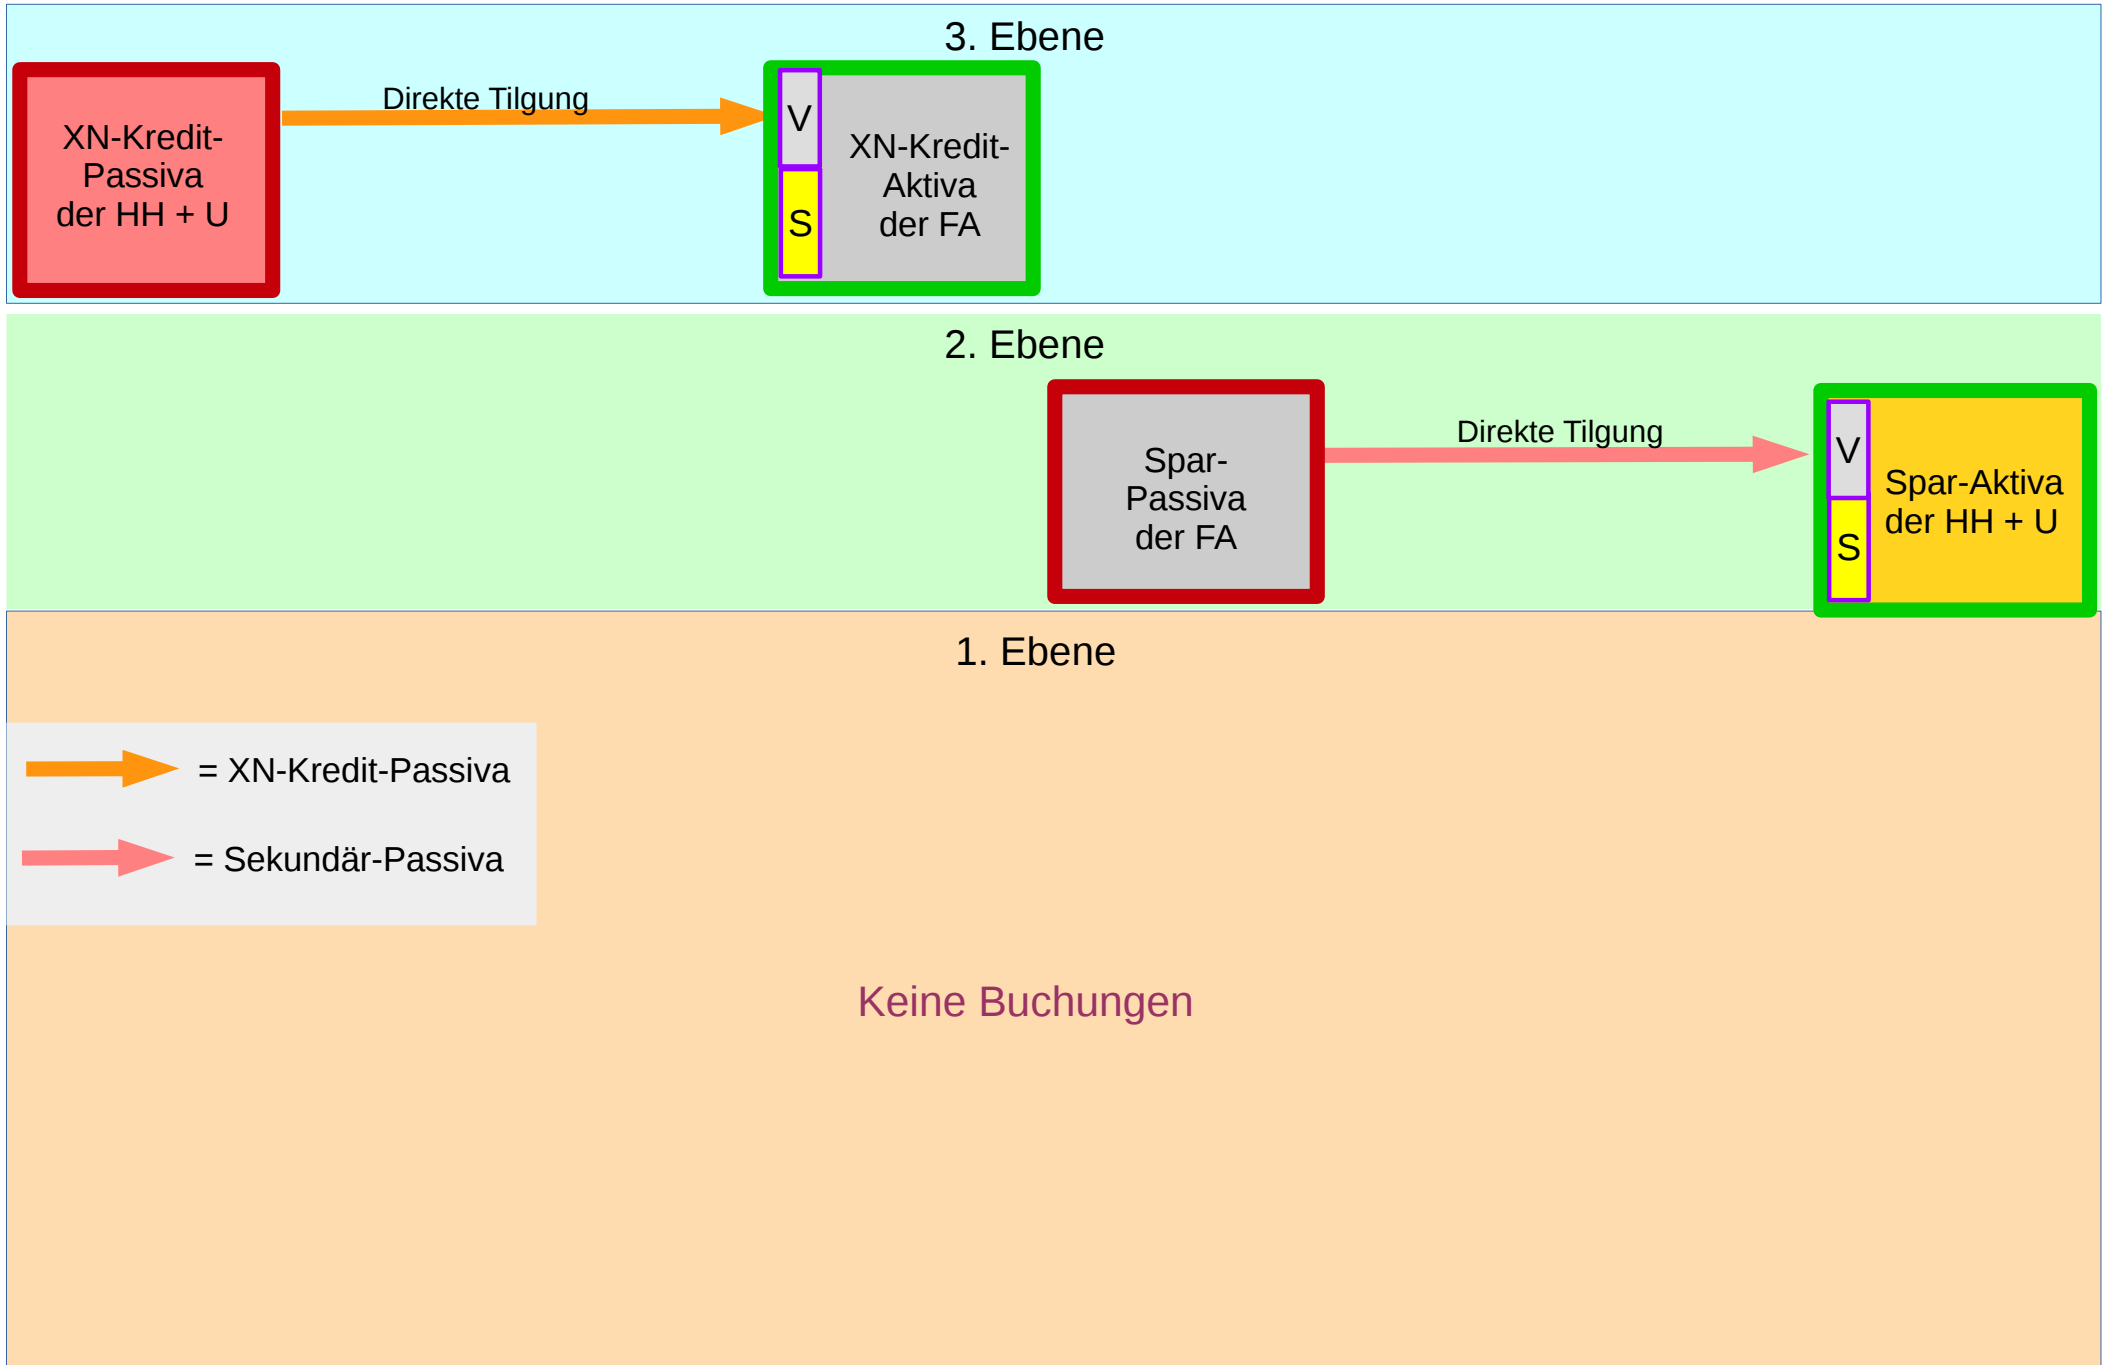 3. Ebene
Direkte Tilgung
XN-Kredit-
Passiva
der HH + U
V
S
XN-Kredit-
Aktiva
der FA
2. Ebene
Spar-
Passiva
der FA
Direkte Tilgung
V
S
Spar-Aktiva
der HH + U
1. Ebene
= XN-Kredit-Passiva
= Sekundär-Passiva
Keine Buchungen